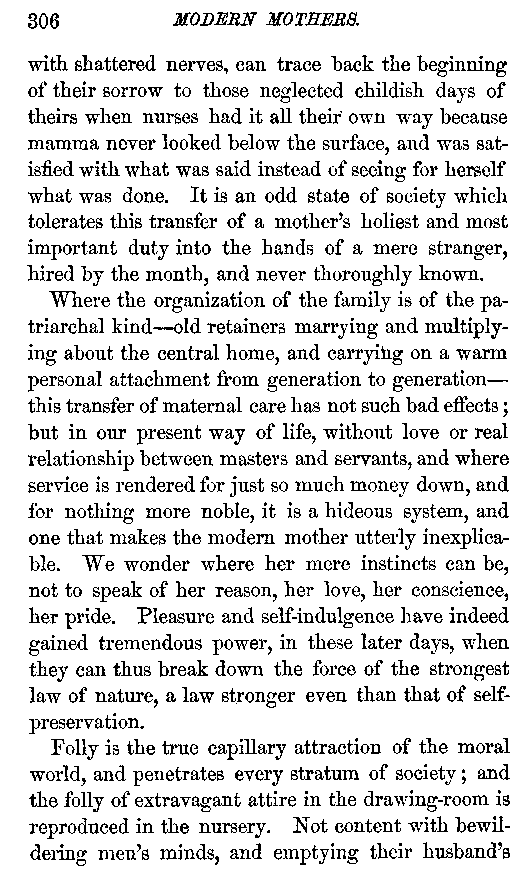 306 MODERN MOTHERS.
with shattered nerves, can trace back the beginning
of their sorrow to those neglected childish days of
theirs when nurses had it all their own way because
mamma never looked below the surface, and was sat-
isfied with what was said instead of seeing for herself
what was done. It is an odd state of society which
tolerates this transfer of a mother's holiest and most
important duty into the hands of a mere stranger,
hired by the month, and never thoroughly known.
Where the organization of the family is of the pa-
triarchal kind—old retainers marrying and multiply-
ing about the central home, and carrying on a warm
personal attachment from generation to generation—
this transfer of maternal care has not such bad effects;
but in our present way of life, without love or real
relationship between masters and servants, and where
service is rendered for just so much money down, and
for nothing more noble, it is a hideous system, and
one that makes the modern mother utterly inexplica-
ble. We wonder where her mere instincts can be,
not to speak of her reason, her love, her conscience,
her pride. Pleasure and self-indulgence have indeed
gained tremendous power, in these later days, when
they can thus break down the force of the strongest
law of nature, a law stronger even than that of self-
preservation.
Folly is the true capillary attraction of the moral
world, and penetrates every stratum of society; and
the folly of extravagant attire in the drawing-room is
reproduced in the nursery. Not content with bewil-
dering men's minds, and emptying their husband's